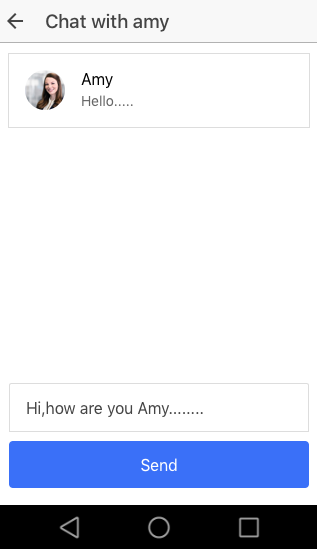 Chat with amy
Amy
Hello.....
Hi,how are you Amy........
Send